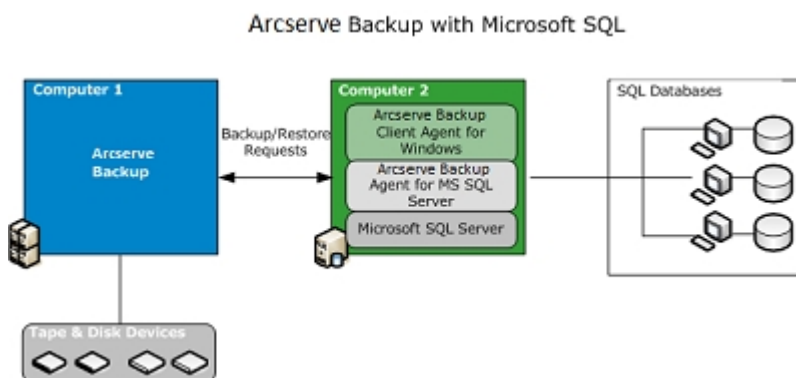 Arcserve Backup with Microsoft SQL
Computer 1
Arcserve
Backup
Backup/Restore
Requests
Computer 2
Arcserve Backup
Client Agent for
Windows
Arcserve Backup
Agent for MS SQL
Server
Microsoft SQL Server
SQL Databases
Tape & Disk Devices